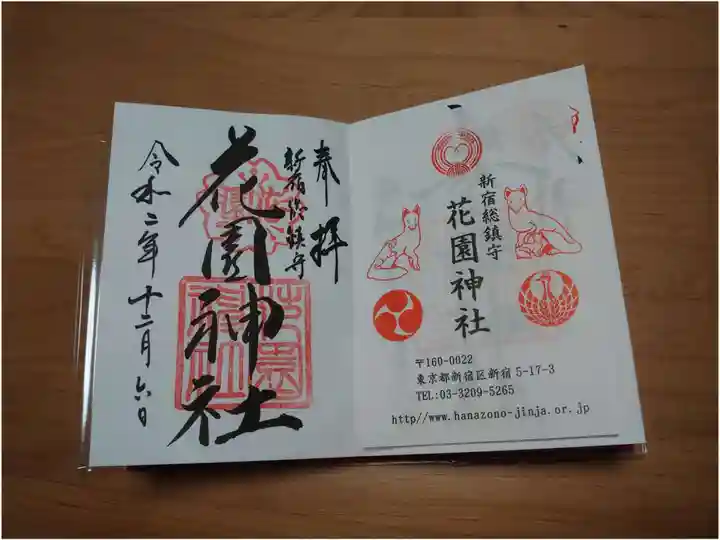 奉拝
新宿総鎮守
花園神社
令和二年十二月六日
新宿総鎮守
花園神社
〒160-0022
東京都新宿区新宿5-17-3
TEL:03-3209-5265
http//www.hanazono-jinja.or.jp